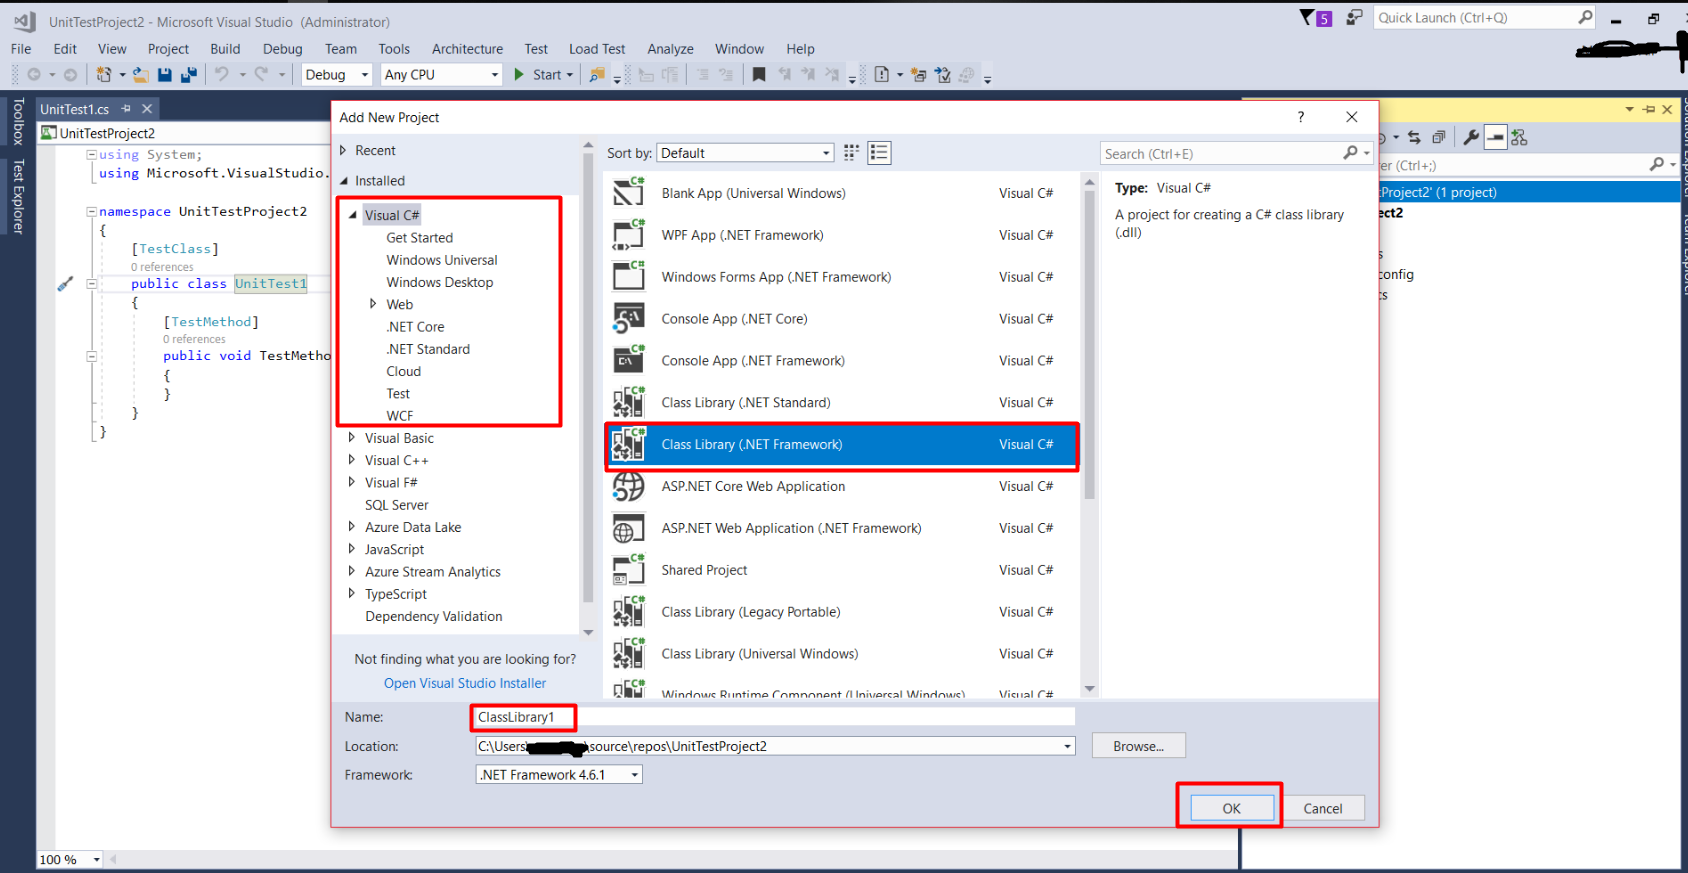 UnitTestProject2 - Microsoft Visual Studio (Administrator)
5
Quick Launch (Ctrl+Q)
File Edit View Project Build Debug Team Tools Architecture Test Load Test Analyze Window Help
Debug Any CPU Start
Toolbox
Test Explorer
UnitTest1.cs
UnitTestProject2
using System;
using Microsoft.VisualStudio.
namespace UnitTestProject2
{
[TestClass]
0 references
public class UnitTest1
{
[TestMethod]
0 references
public void TestMetho
{
}
}
}
100 %
Add New Project
?
Recent
Installed
Visual C#
Get Started
Windows Universal
Windows Desktop
Web
.NET Core
.NET Standard
Cloud
Test
WCF
Visual Basic
Visual C++
Visual F#
SQL Server
Azure Data Lake
JavaScript
Azure Stream Analytics
TypeScript
Dependency Validation
Not finding what you are looking for?
Open Visual Studio Installer
Sort by: Default
Blank App (Universal Windows) Visual C#
WPF App (.NET Framework) Visual C#
Windows Forms App (.NET Framework) Visual C#
Console App (.NET Core) Visual C#
Console App (.NET Framework) Visual C#
Class Library (.NET Standard) Visual C#
Class Library (.NET Framework) Visual C#
ASP.NET Core Web Application Visual C#
ASP.NET Web Application (.NET Framework) Visual C#
Shared Project Visual C#
Class Library (Legacy Portable) Visual C#
Class Library (Universal Windows) Visual C#
Windows Runtime Component (Universal Windows) Visual C#
Search (Ctrl+E)
Type: Visual C#
A project for creating a C# class library
(.dll)
Name: ClassLibrary1
Location: C:\Users\ \source\repos\UnitTestProject2
Browse...
Framework: .NET Framework 4.6.1
OK Cancel
er (Ctrl+;)
Project2' (1 project)
ect2
s
config
cs